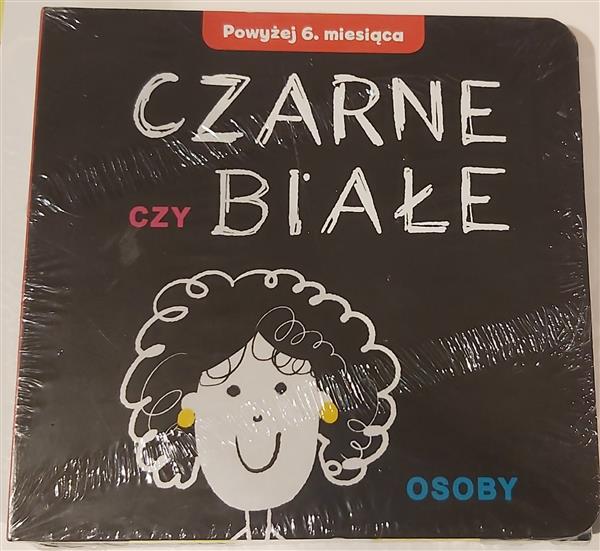 Powyżej 6. miesiąca
CZARNE
CZY BIAŁE
OSOBY